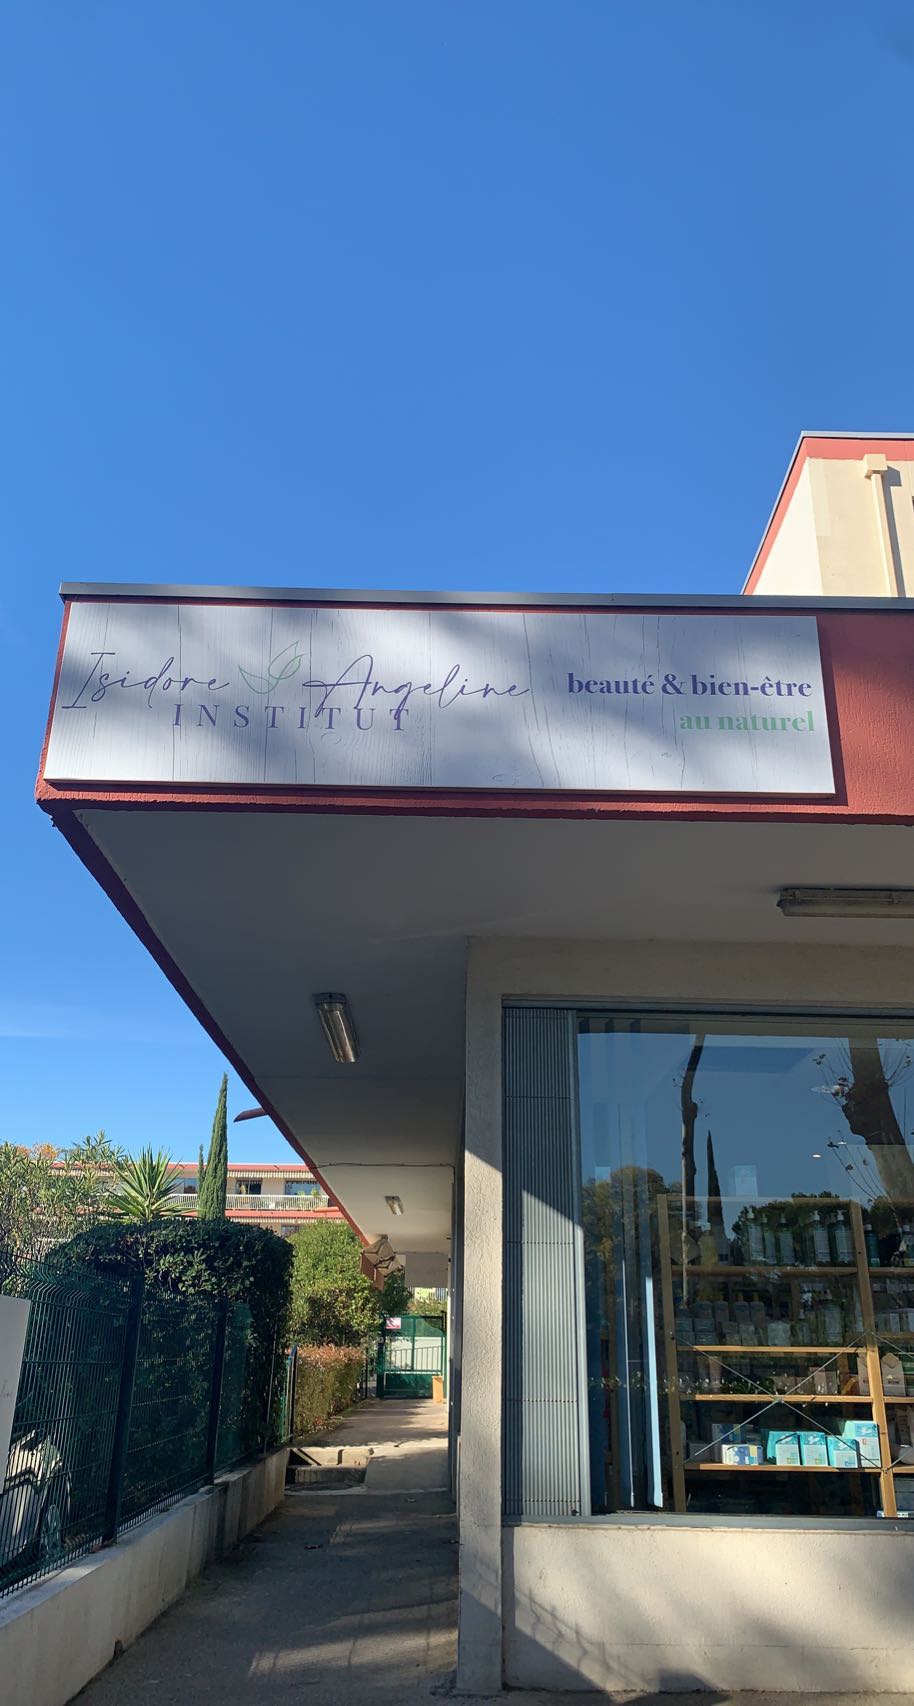 Isidore Angeline
INSTITUT
beauté & bien-être
au naturel